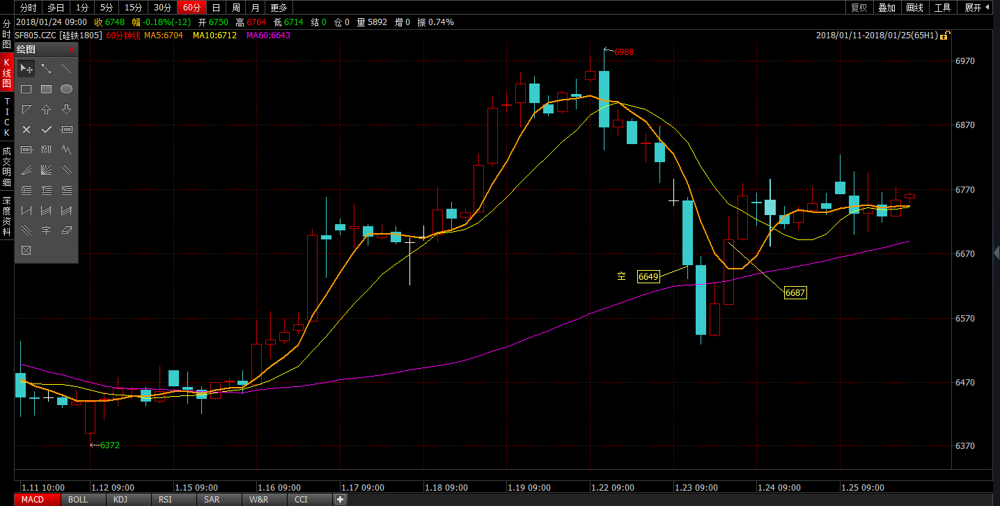 分时 多日 1分 5分 15分 30分 60分 日 周 月 更多 复权 叠加 画线 工具 展开
2018/01/24 09:00 收 6748 幅 -0.18%(-12) 开 6750 高 6764 低 6714 结 0 仓 0 量 5892 增 0 振 0.74%
SF805.CZC [硅铁1805] 60分钟线 MA5:6704 MA10:6712 MA60:6643 2018/01/11-2018/01/25(65H1)
分时图
K线图
TICK
成交明细
深度资料
绘图
字
6988
6970
6870
6770
6670
6570
6470
6370
空 6649
6687
6372
1.11 10:00 1.12 09:00 1.15 09:00 1.16 09:00 1.17 09:00 1.18 09:00 1.19 09:00 1.22 09:00 1.23 09:00 1.24 09:00 1.25 09:00
MACD BOLL KDJ RSI SAR W&R CCI